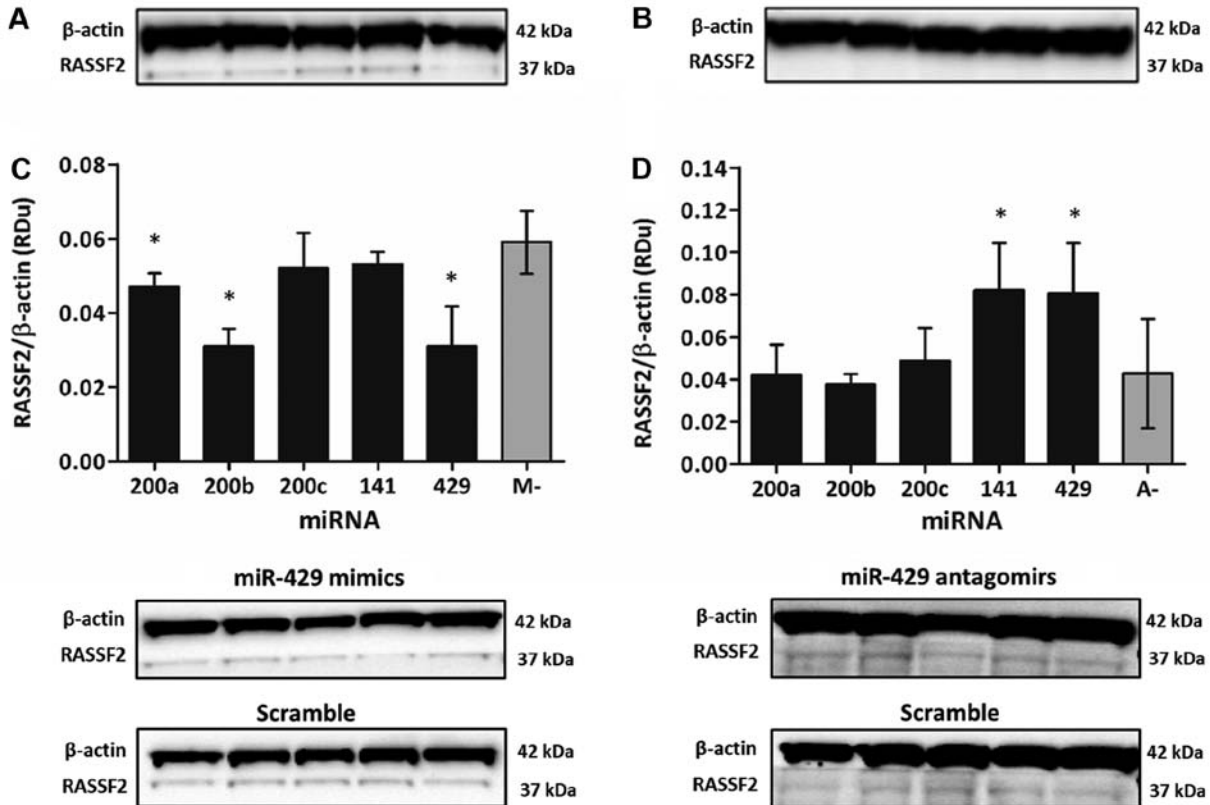 A
β-actin 42 kDa
RASSF2 37 kDa
B
β-actin 42 kDa
RASSF2 37 kDa
C
RASSF2/β-actin (RDu)
0.08
0.06
0.04
0.02
0.00
* * *
200a 200b 200c 141 429 M-
miRNA
D
RASSF2/β-actin (RDu)
0.14
0.12
0.10
0.08
0.06
0.04
0.02
0.00
* *
200a 200b 200c 141 429 A-
miRNA
miR-429 mimics
β-actin 42 kDa
RASSF2 37 kDa
Scramble
β-actin 42 kDa
RASSF2 37 kDa
miR-429 antagomirs
β-actin 42 kDa
RASSF2 37 kDa
Scramble
β-actin 42 kDa
RASSF2 37 kDa